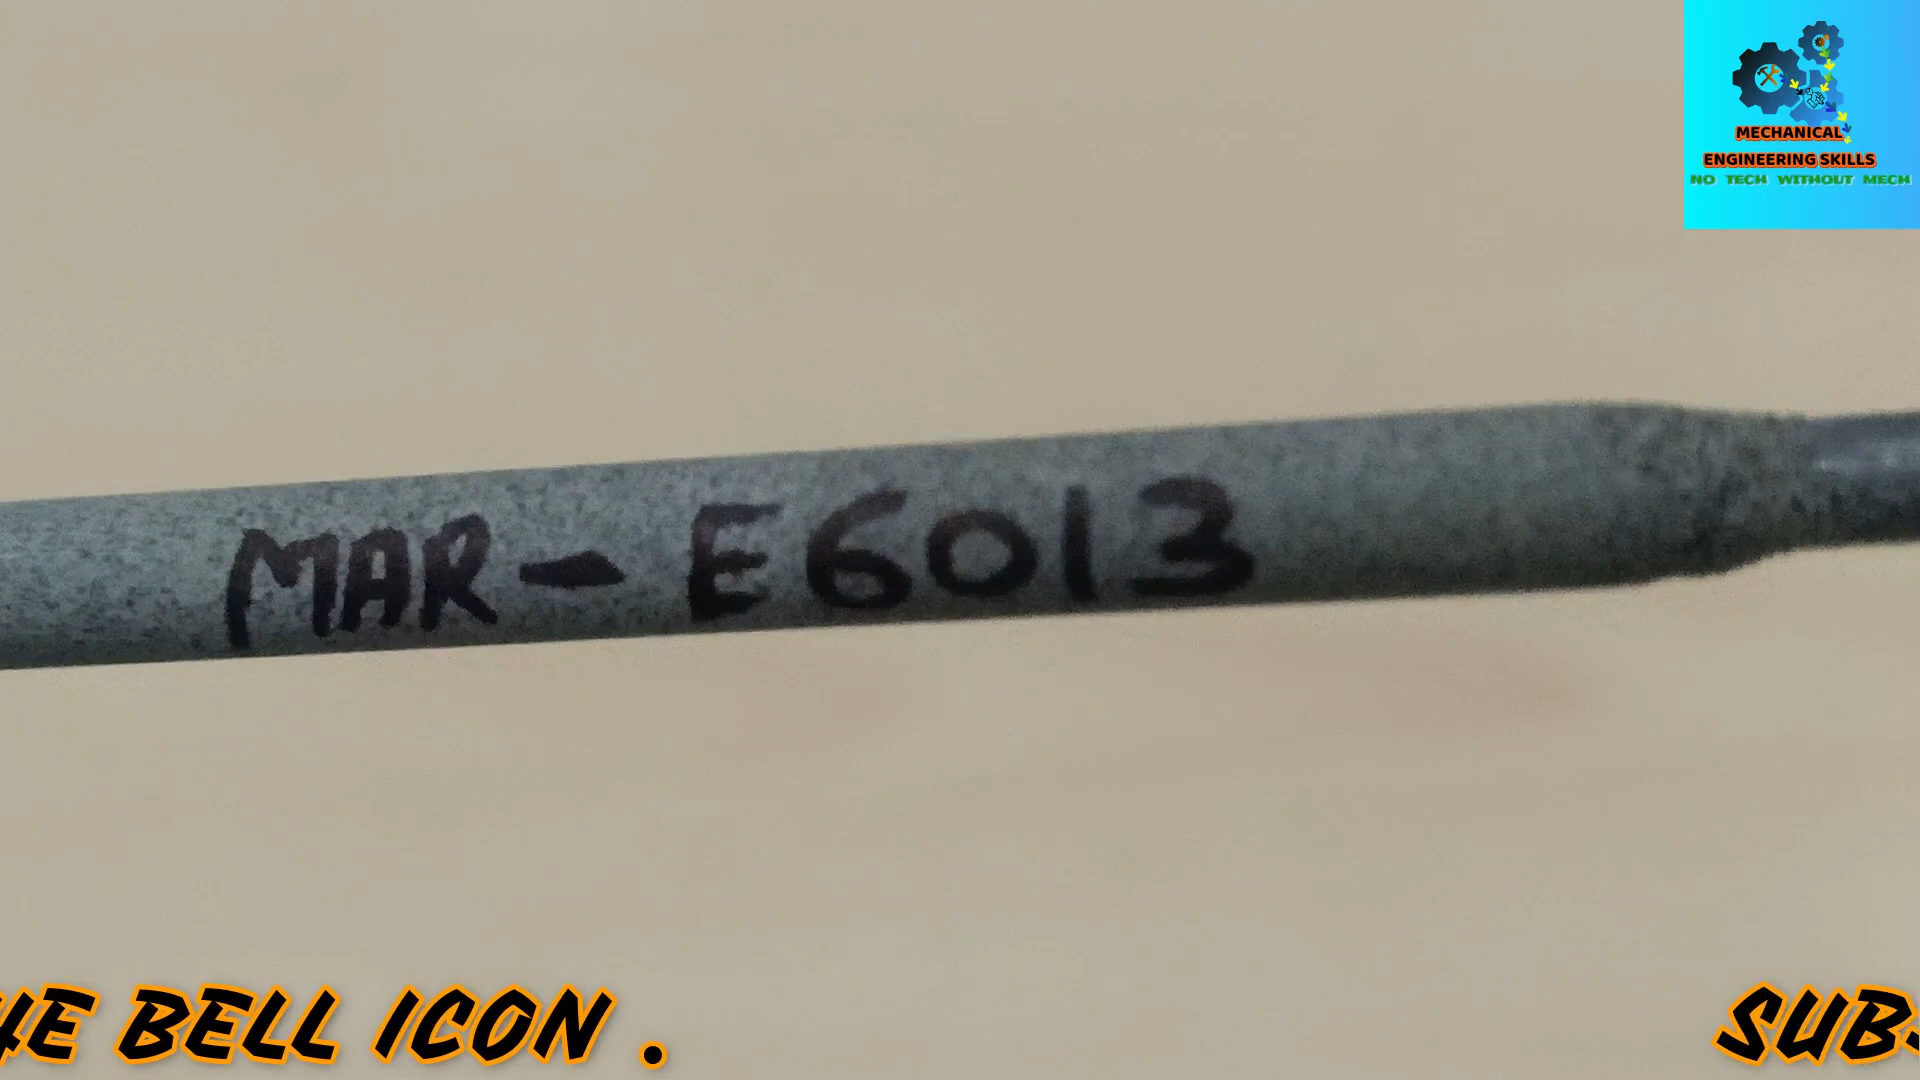 MECHANICAL
ENGINEERING SKILLS
NO TECH WITHOUT MECH
MAR-E6013
BELL ICON .